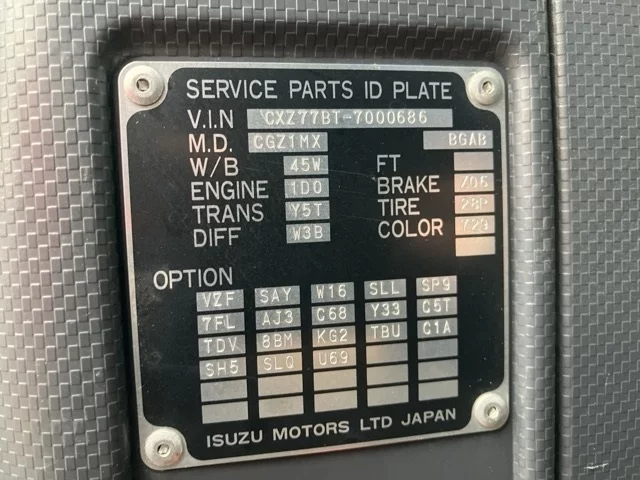 SERVICE PARTS ID PLATE
V.I.N CXZ77BT-7000686
M.D. CGZ1MX BGAB
W/B 45W FT
ENGINE 1D0 BRAKE Z05
TRANS Y5T TIRE 28P
DIFF W3B COLOR 729
OPTION
VZF SAY W16 SLL SP9
7FL AJ3 C68 Y33 C5T
TDV 8BM KG2 TBU C1A
SH5 SLQ U69
ISUZU MOTORS LTD JAPAN